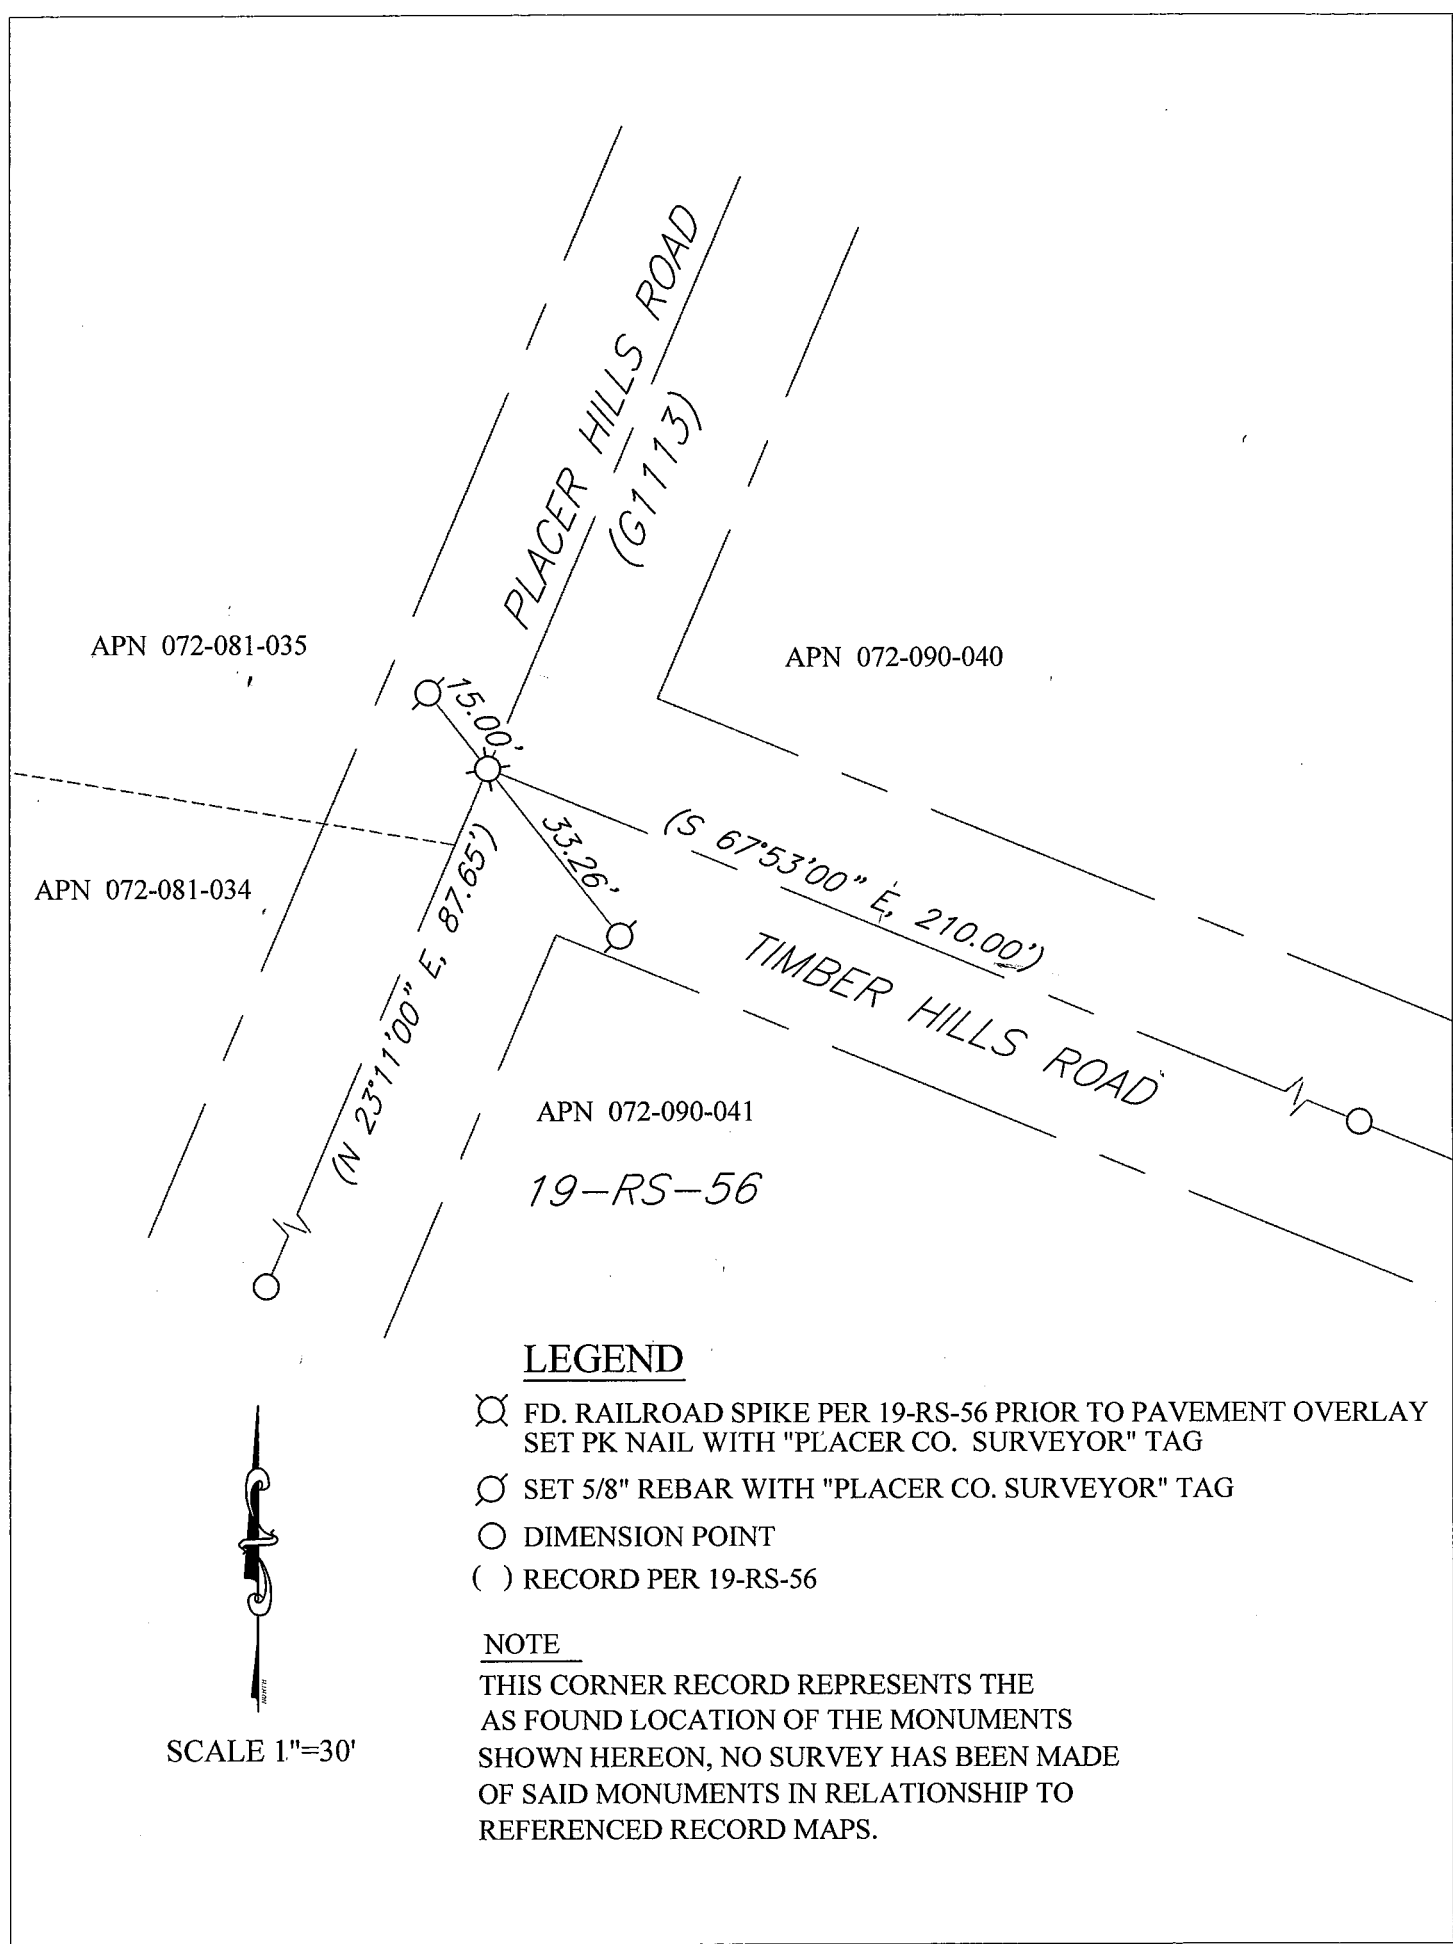 PLACER HILLS ROAD
(G1113)
APN 072-081-035
APN 072-090-040
15.00'
33.26'
(S 67°53'00" E, 210.00')
TIMBER HILLS ROAD
APN 072-081-034
(N 23°11'00" E, 87.65')
APN 072-090-041
19-RS-56
LEGEND
FD. RAILROAD SPIKE PER 19-RS-56 PRIOR TO PAVEMENT OVERLAY
SET PK NAIL WITH "PLACER CO. SURVEYOR" TAG
SET 5/8" REBAR WITH "PLACER CO. SURVEYOR" TAG
DIMENSION POINT
( ) RECORD PER 19-RS-56
NOTE
THIS CORNER RECORD REPRESENTS THE
AS FOUND LOCATION OF THE MONUMENTS
SHOWN HEREON, NO SURVEY HAS BEEN MADE
OF SAID MONUMENTS IN RELATIONSHIP TO
REFERENCED RECORD MAPS.
SCALE 1"=30'